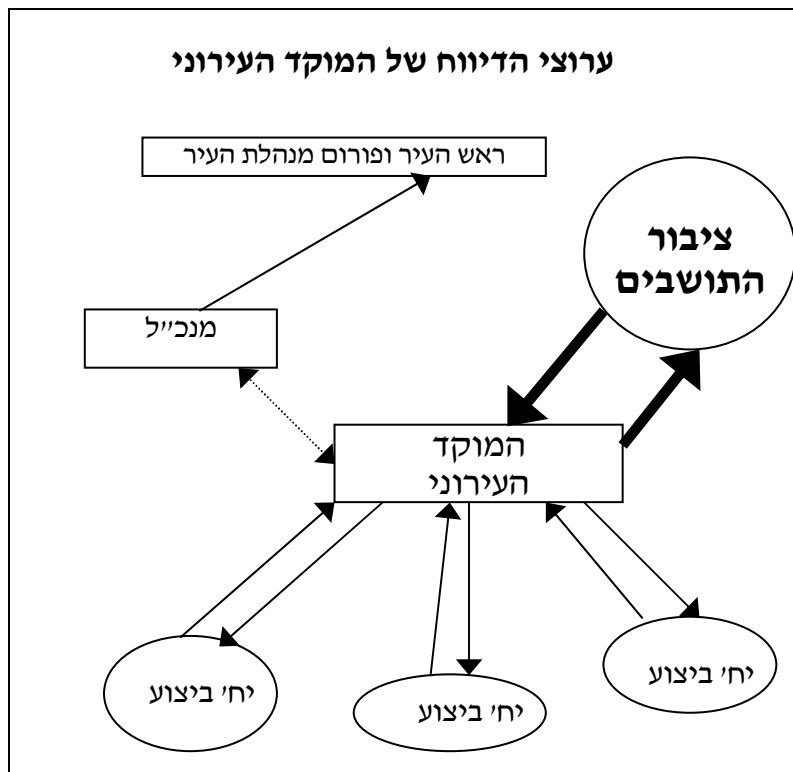 ערוצי הדיווח של המוקד העירוני
ראש העיר ופורום מנהלת העיר
ציבור
התושבים
מנכ״ל
המוקד
העירוני
יח׳ ביצוע
יח׳ ביצוע
יח׳ ביצוע